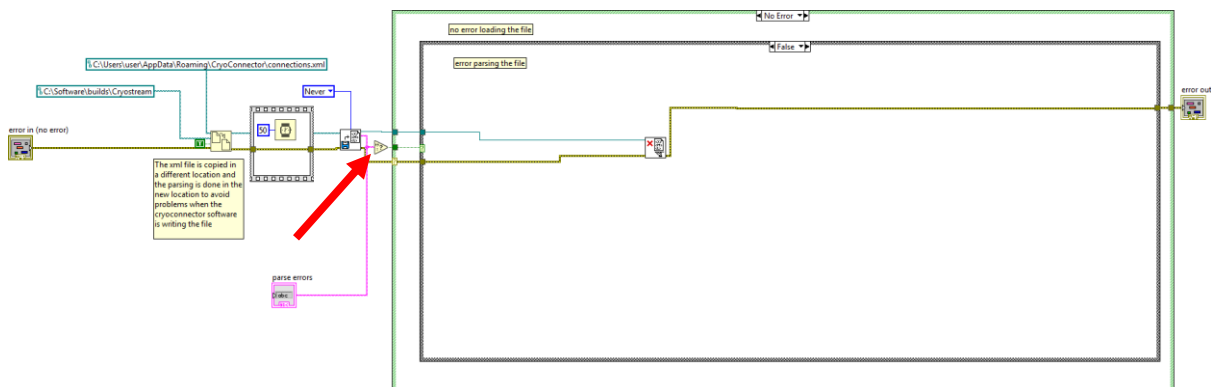 No Error
no error loading the file
False
C:\Users\user\AppData\Roaming\CryoConnector\connections.xml
error parsing the file
C:\Software\builds\Cryostream
Never
error out
50
error in (no error)
T
The xml file is copied in
a different location and
the parsing is done in the
new location to avoid
problems when the
cryoconnector software
is writing the file
parse errors
abc